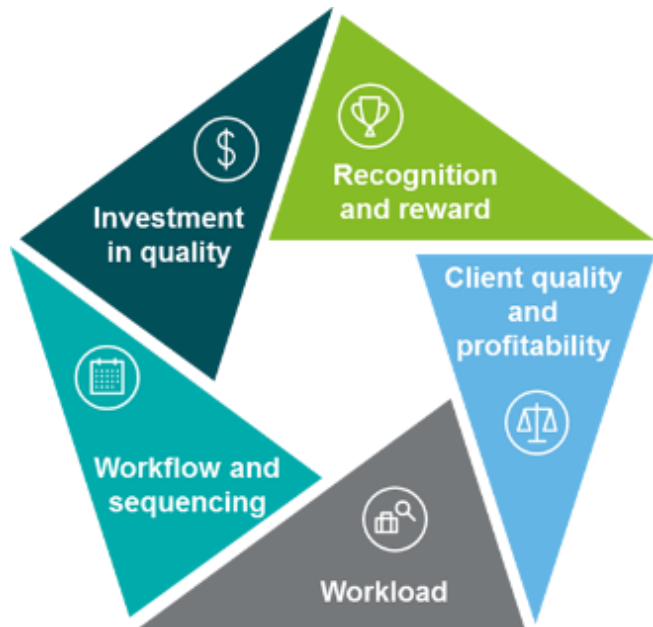 Recognition
and reward
Investment
in quality
Client quality
and
profitability
Workflow and
sequencing
Workload